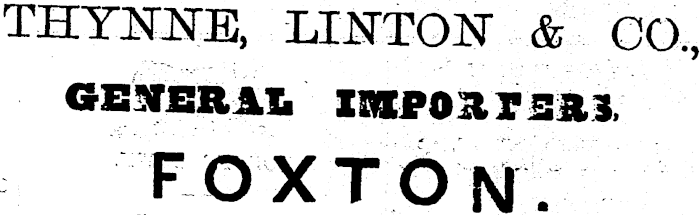 THYNNE, LINTON & CO.,
GENERAL IMPORTERS,
FOXTON.